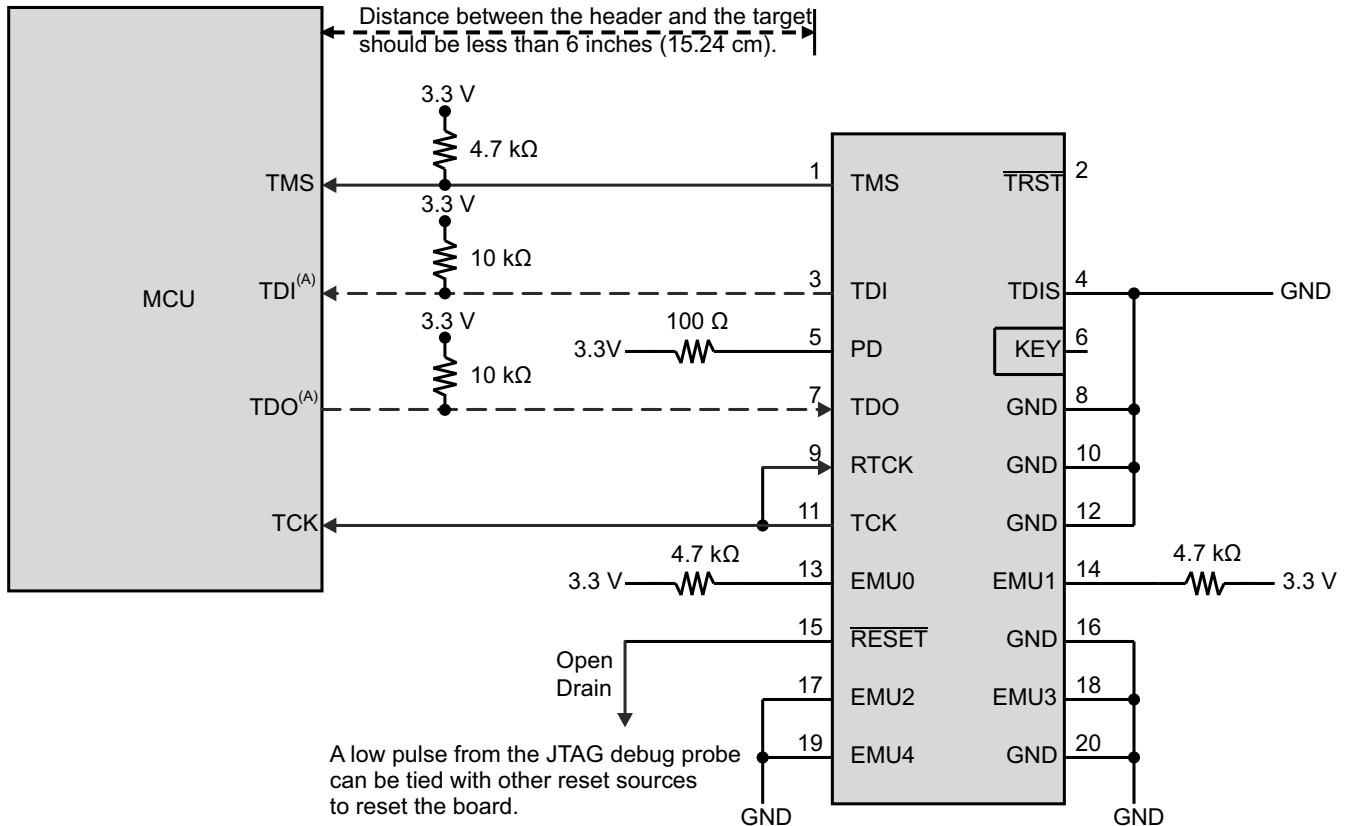 Distance between the header and the target
should be less than 6 inches (15.24 cm).
3.3 V
4.7 kΩ
TMS
1
TMS
TRST
2
3.3 V
10 kΩ
MCU
TDI(A)
3
TDI
TDIS
4
GND
3.3 V
100 Ω
3.3V
5
PD
KEY
6
10 kΩ
TDO(A)
7
TDO
GND
8
9
RTCK
GND
10
TCK
11
TCK
GND
12
4.7 kΩ
3.3 V
13
EMU0
EMU1
14
4.7 kΩ
3.3 V
15
RESET
GND
16
Open
Drain
17
EMU2
EMU3
18
19
EMU4
GND
20
A low pulse from the JTAG debug probe
can be tied with other reset sources
to reset the board.
GND
GND